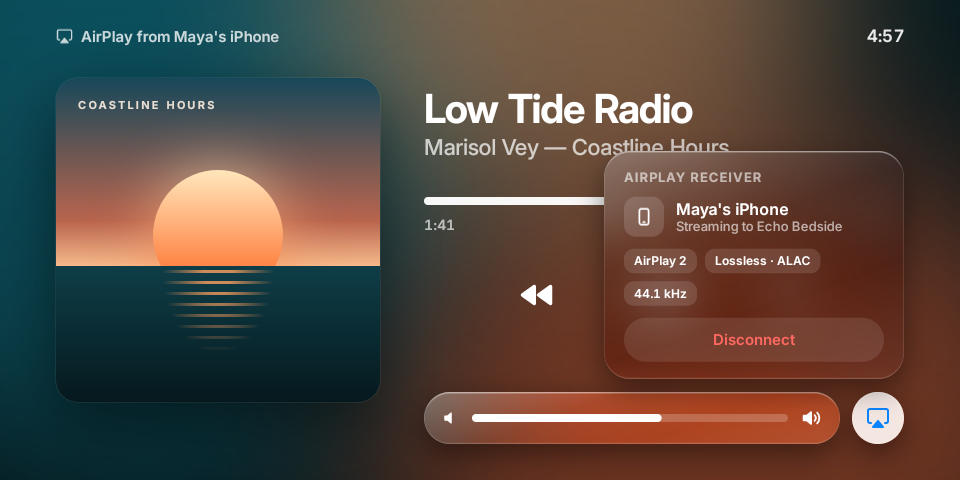 AirPlay from Maya's iPhone
4:57
COASTLINE HOURS
Low Tide Radio
Marisol Vey — Coastline Hours
1:41
AIRPLAY RECEIVER
Maya's iPhone
Streaming to Echo Bedside
AirPlay 2
Lossless · ALAC
44.1 kHz
Disconnect